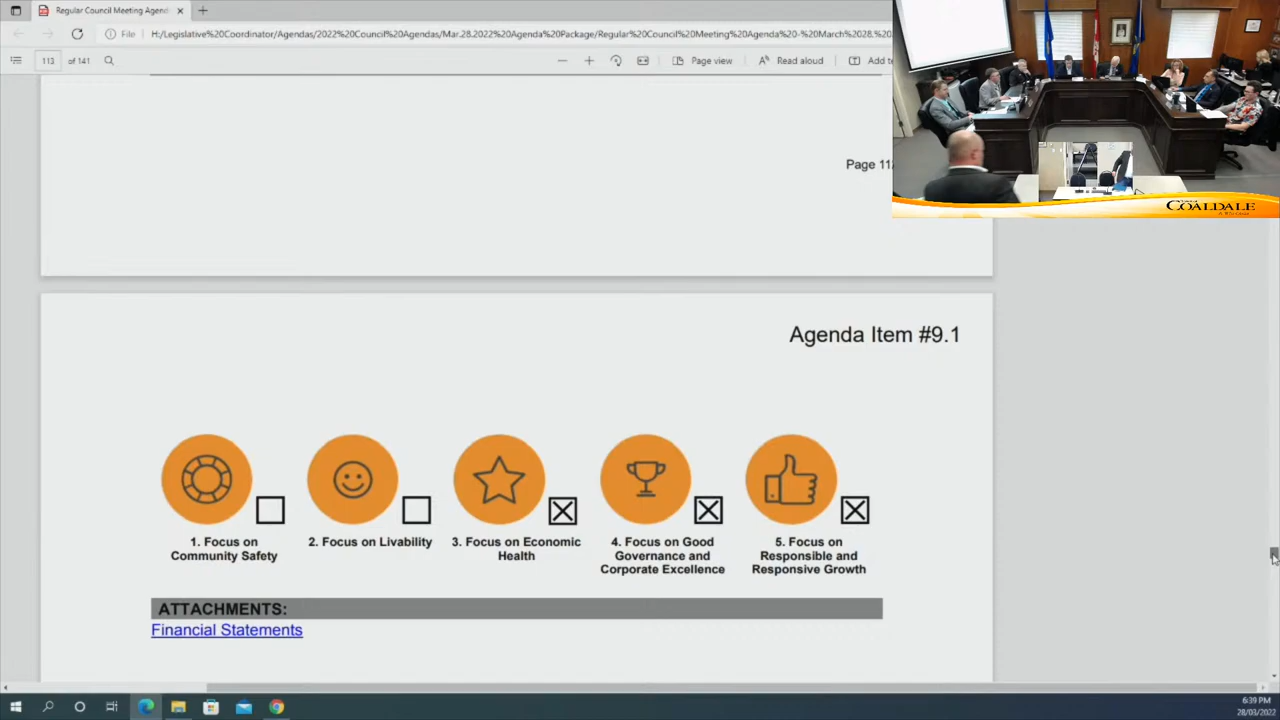 Regular Council Meeting Agend
File
H:/Legislative%20Coordinator/Agendas/2022%20Council%20Agendas/Mar.28.2022%20Agenda%20Package/Regular%20Council%20Meeting%20Agenda%20-%20March%2028.%20
113 of 141
Page view
Read aloud
Add te
Page 11
COALDALE
Agenda Item #9.1
1. Focus on
Community Safety
2. Focus on Livability
3. Focus on Economic
Health
4. Focus on Good
Governance and
Corporate Excellence
5. Focus on
Responsible and
Responsive Growth
ATTACHMENTS:
Financial Statements
6:39 PM
28/03/2022